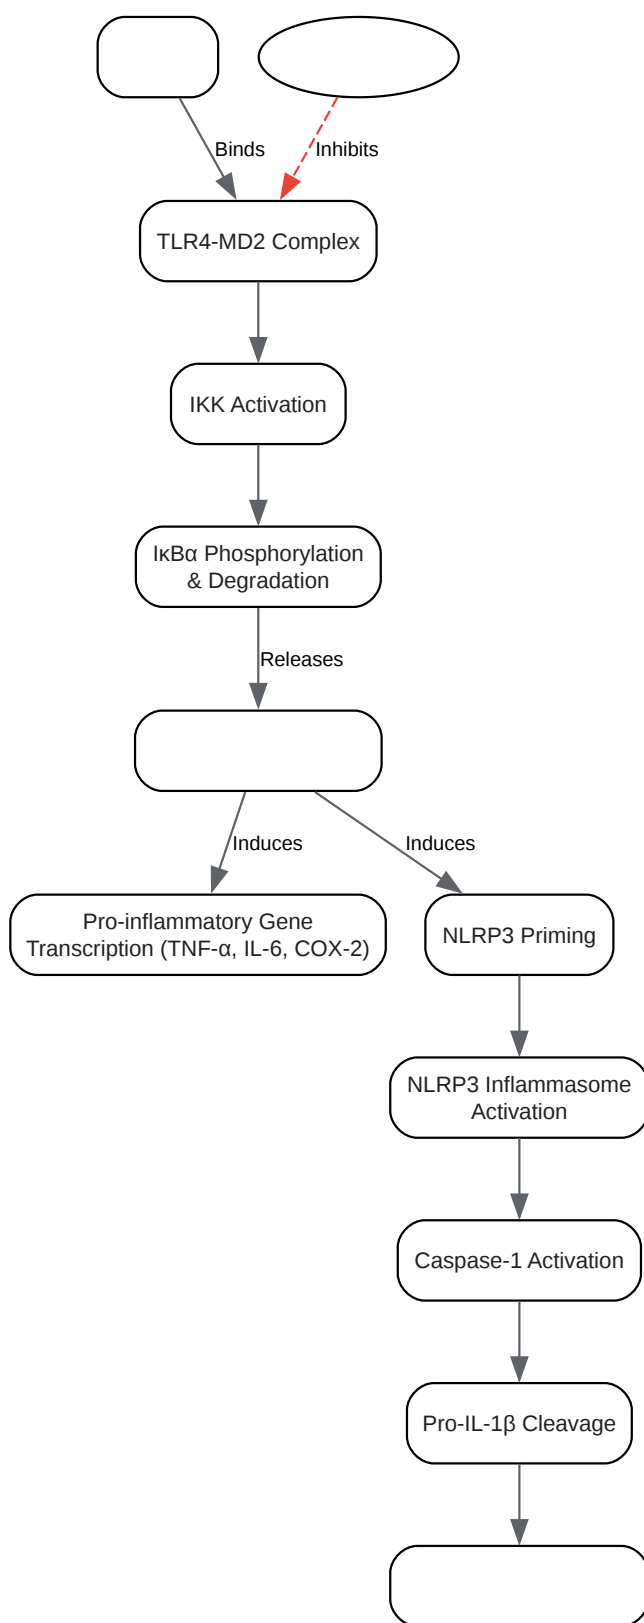 Binds
Inhibits
TLR4-MD2 Complex
IKK Activation
IκBα Phosphorylation
& Degradation
Releases
Induces
Induces
Pro-inflammatory Gene
Transcription (TNF-α, IL-6, COX-2)
NLRP3 Priming
NLRP3 Inflammasome
Activation
Caspase-1 Activation
Pro-IL-1β Cleavage